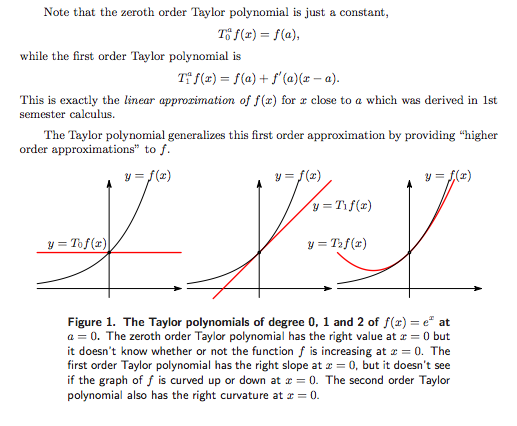 Note that the zeroth order Taylor polynomial is just a constant,
T₀ᵃ f(x) = f(a),
while the first order Taylor polynomial is
T₁ᵃ f(x) = f(a) + f′(a)(x − a).
This is exactly the linear approximation of f(x) for x close to a which was derived in 1st
semester calculus.
The Taylor polynomial generalizes this first order approximation by providing “higher
order approximations” to f.
y = f(x)
y = f(x)
y = f(x)
y = T₁f(x)
y = T₀f(x)
y = T₂f(x)
Figure 1. The Taylor polynomials of degree 0, 1 and 2 of f(x) = eˣ at
a = 0. The zeroth order Taylor polynomial has the right value at x = 0 but
it doesn’t know whether or not the function f is increasing at x = 0. The
first order Taylor polynomial has the right slope at x = 0, but it doesn’t see
if the graph of f is curved up or down at x = 0. The second order Taylor
polynomial also has the right curvature at x = 0.